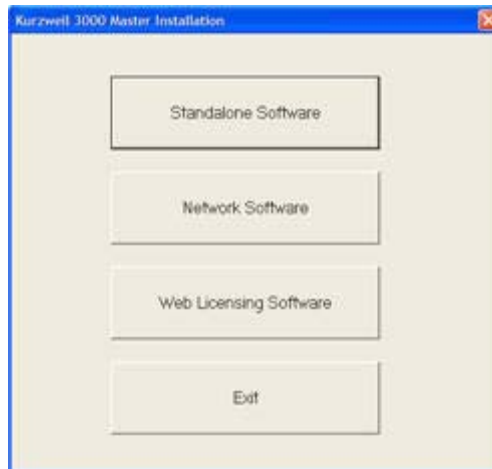 Kurzweil 3000 Master Installation
Standalone Software
Network Software
Web Licensing Software
Exit